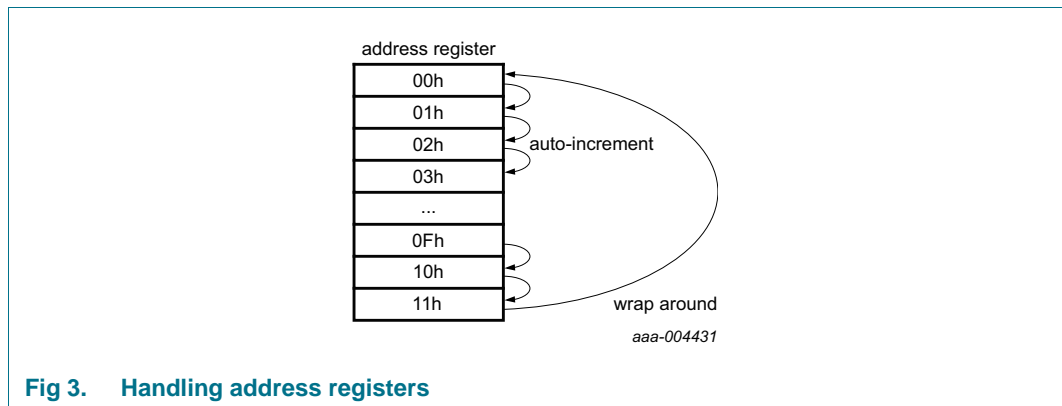 address register
00h
01h
02h
auto-increment
03h
...
0Fh
10h
11h
wrap around
aaa-004431
Fig 3. Handling address registers